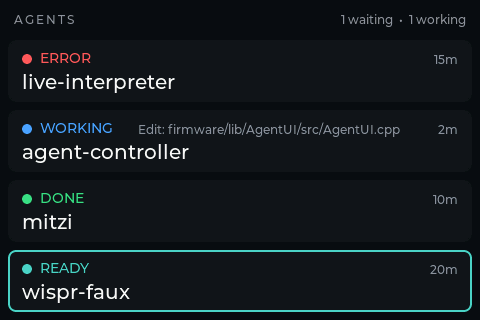 AGENTS 1 waiting • 1 working
ERROR 15m
live-interpreter
WORKING Edit: firmware/lib/AgentUI/src/AgentUI.cpp 2m
agent-controller
DONE 10m
mitzi
READY 20m
wispr-faux